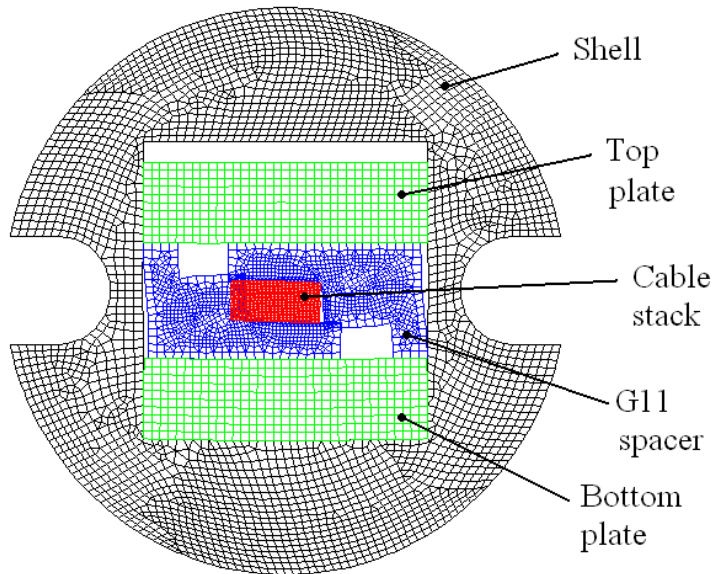 Shell
Top
plate
Cable
stack
G11
spacer
Bottom
plate